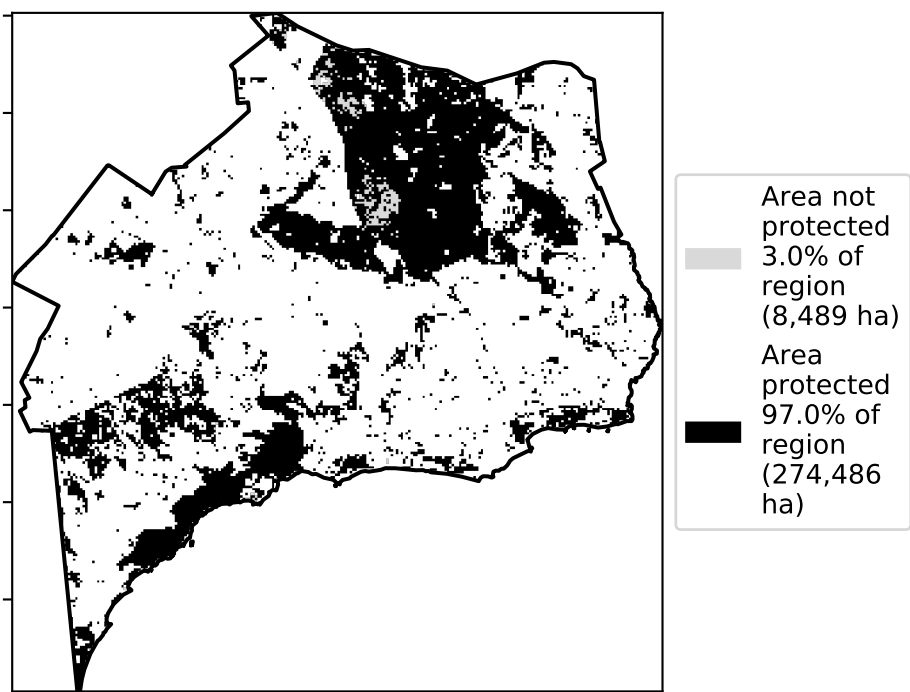 Area not
protected
3.0% of
region
(8,489 ha)
Area
protected
97.0% of
region
(274,486
ha)